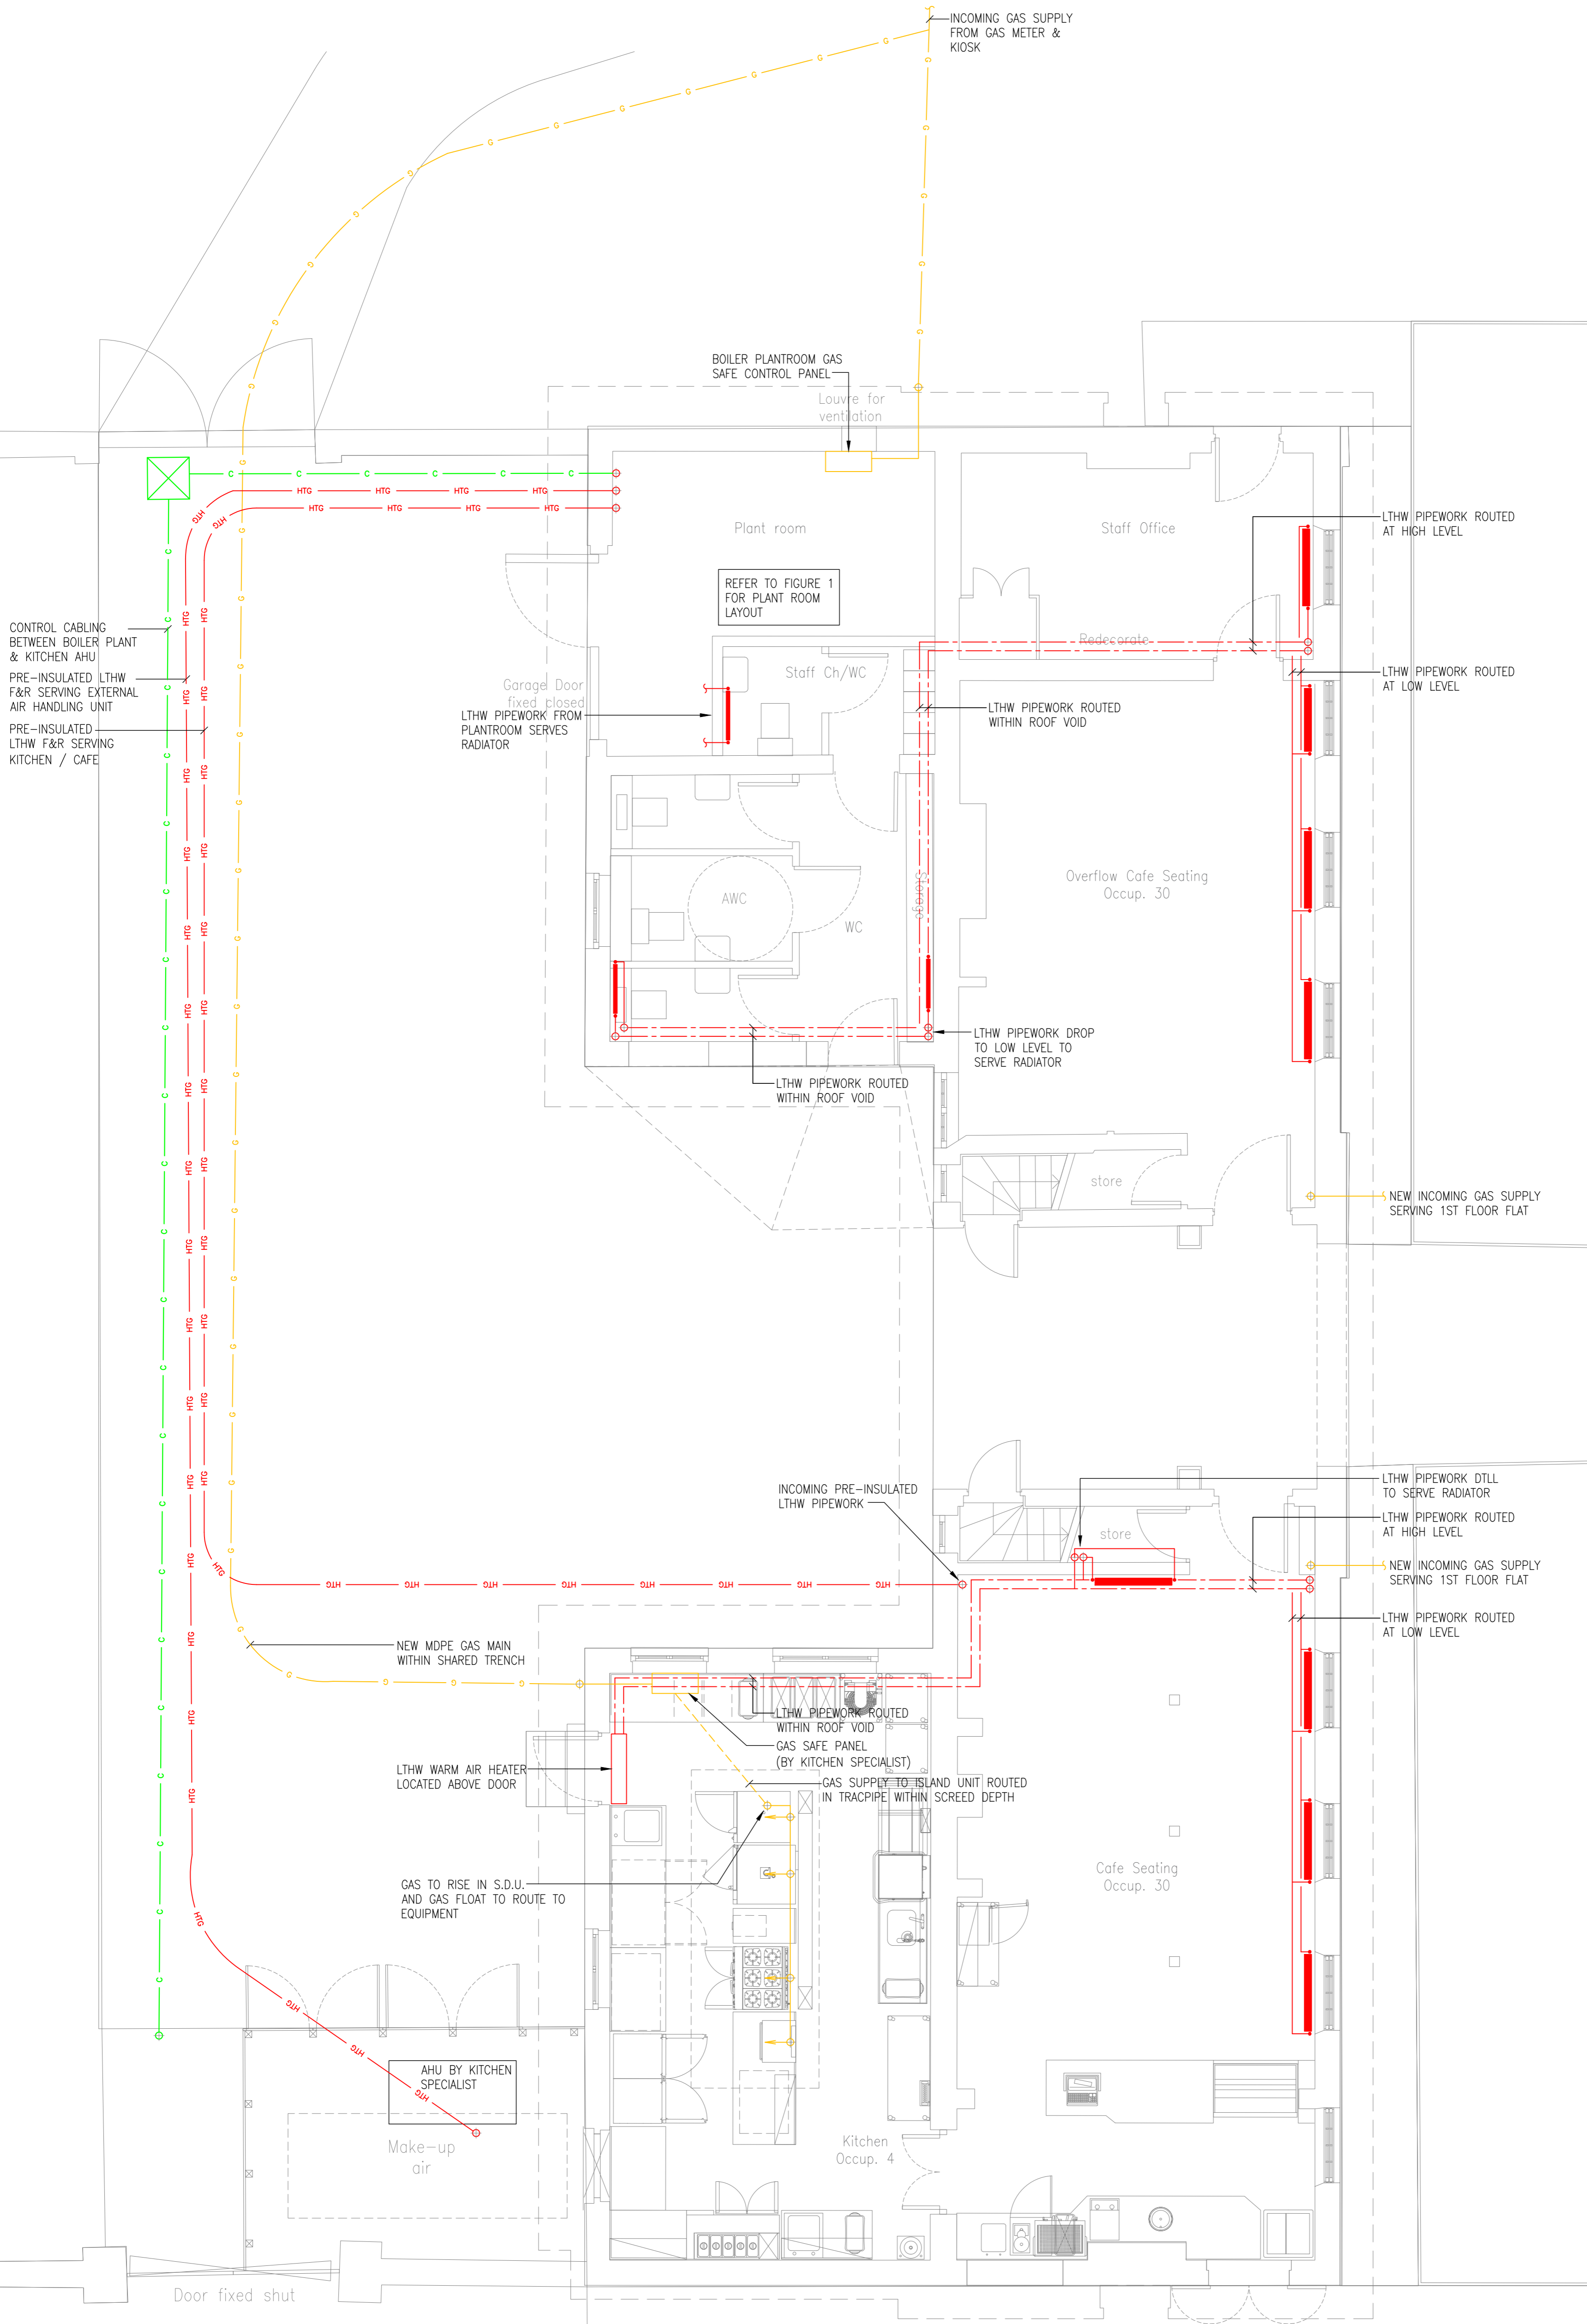 INCOMING GAS SUPPLY
FROM GAS METER &
KIOSK
BOILER PLANTROOM GAS
SAFE CONTROL PANEL
Louvre for
ventilation
LTHW PIPEWORK ROUTED
AT HIGH LEVEL
Plant room
Staff Office
REFER TO FIGURE 1
FOR PLANT ROOM
LAYOUT
CONTROL CABLING
BETWEEN BOILER PLANT
& KITCHEN AHU
Redecorate
PRE-INSULATED LTHW
F&R SERVING EXTERNAL
AIR HANDLING UNIT
Staff Ch/WC
LTHW PIPEWORK ROUTED
AT LOW LEVEL
Garage Door
fixed closed
LTHW PIPEWORK FROM
PLANTROOM SERVES
RADIATOR
LTHW PIPEWORK ROUTED
WITHIN ROOF VOID
PRE-INSULATED
LTHW F&R SERVING
KITCHEN / CAFE
Overflow Cafe Seating
Occup. 30
AWC
Storage
WC
LTHW PIPEWORK DROP
TO LOW LEVEL TO
SERVE RADIATOR
LTHW PIPEWORK ROUTED
WITHIN ROOF VOID
store
NEW INCOMING GAS SUPPLY
SERVING 1ST FLOOR FLAT
INCOMING PRE-INSULATED
LTHW PIPEWORK
LTHW PIPEWORK DTLL
TO SERVE RADIATOR
store
LTHW PIPEWORK ROUTED
AT HIGH LEVEL
NEW INCOMING GAS SUPPLY
SERVING 1ST FLOOR FLAT
LTHW PIPEWORK ROUTED
AT LOW LEVEL
NEW MDPE GAS MAIN
WITHIN SHARED TRENCH
LTHW PIPEWORK ROUTED
WITHIN ROOF VOID
GAS SAFE PANEL
(BY KITCHEN SPECIALIST)
LTHW WARM AIR HEATER
LOCATED ABOVE DOOR
GAS SUPPLY TO ISLAND UNIT ROUTED
IN TRACPIPE WITHIN SCREED DEPTH
Cafe Seating
Occup. 30
GAS TO RISE IN S.D.U.
AND GAS FLOAT TO ROUTE TO
EQUIPMENT
AHU BY KITCHEN
SPECIALIST
Make-up
air
Kitchen
Occup. 4
Door fixed shut
G
C
HTG